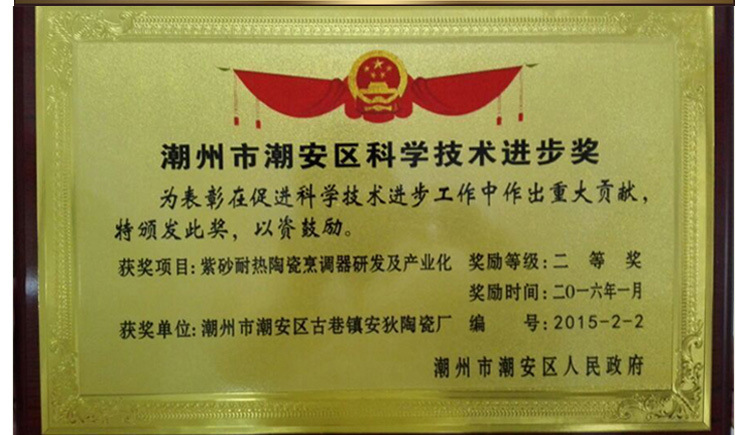 潮州市潮安区科学技术进步奖
为表彰在促进科学技术进步工作中作出重大贡献，
特颁发此奖，以资鼓励。
获奖项目：紫砂耐热陶瓷烹调器研发及产业化 奖励等级：二等奖
奖励时间：二〇一六年一月
获奖单位：潮州市潮安区古巷镇安狄陶瓷厂 编号：2015-2-2
潮州市潮安区人民政府